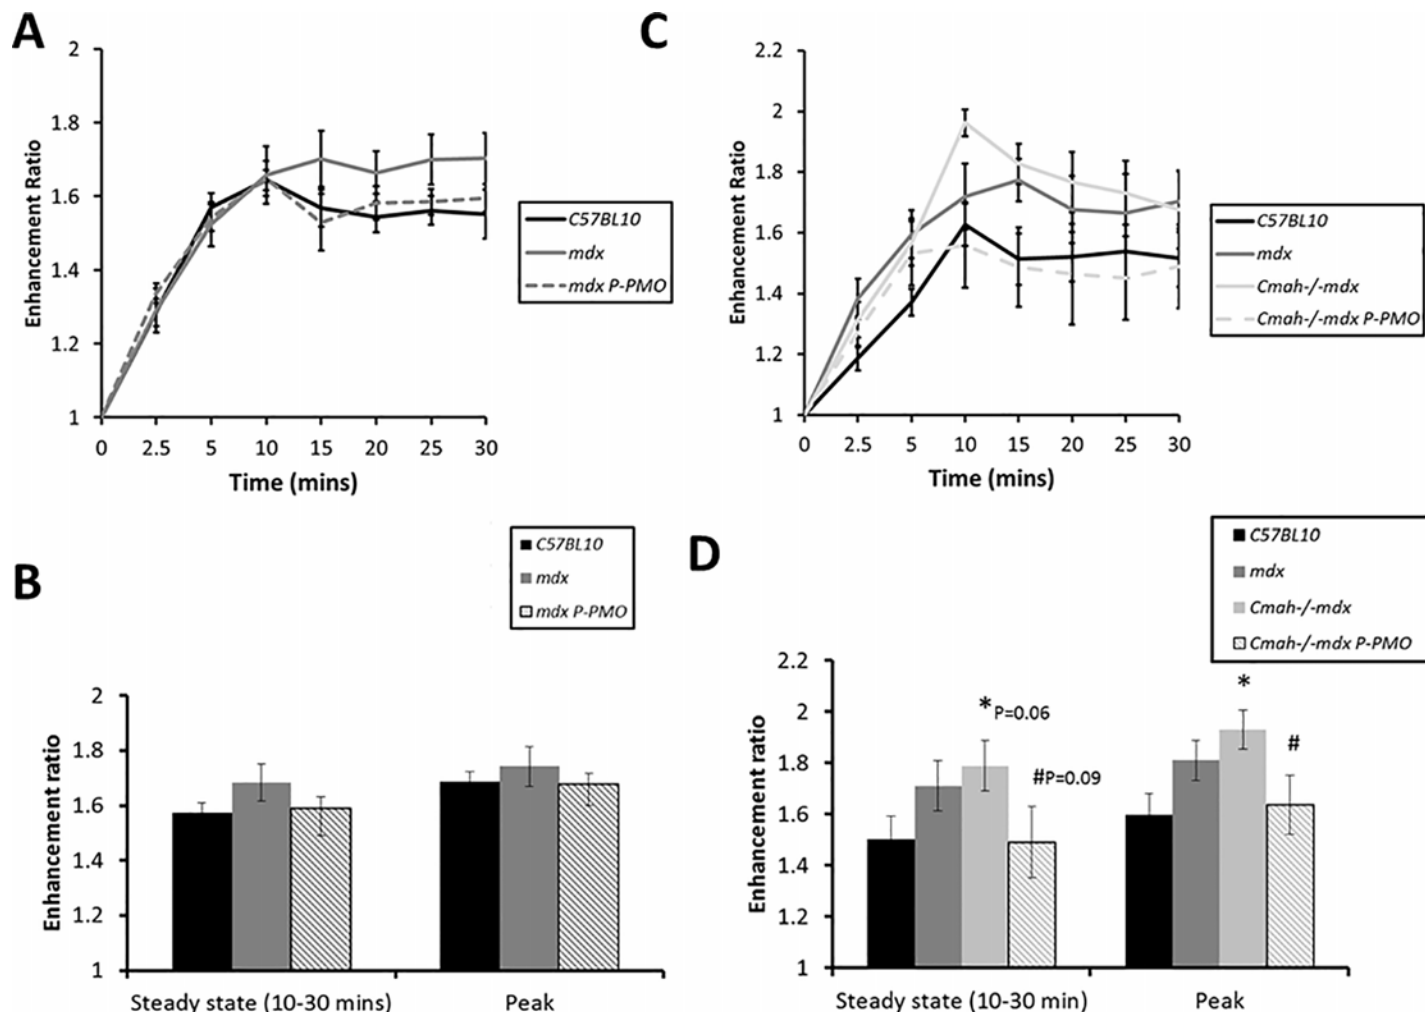 A
2
1.8
1.6
1.4
1.2
1
Enhancement Ratio
0 2.5 5 10 15 20 25 30
Time (mins)
C57BL10
mdx
mdx P-PMO
C
2.2
2
1.8
1.6
1.4
1.2
1
Enhancement Ratio
0 2.5 5 10 15 20 25 30
Time (mins)
C57BL10
mdx
Cmah-/-mdx
Cmah-/-mdx P-PMO
B
C57BL10
mdx
mdx P-PMO
2
1.8
1.6
1.4
1.2
1
Enhancement ratio
Steady state (10-30 mins) Peak
D
C57BL10
mdx
Cmah-/-mdx
Cmah-/-mdx P-PMO
2.2
2
1.8
1.6
1.4
1.2
1
Enhancement ratio
*P=0.06
#P=0.09
*
#
Steady state (10-30 min) Peak